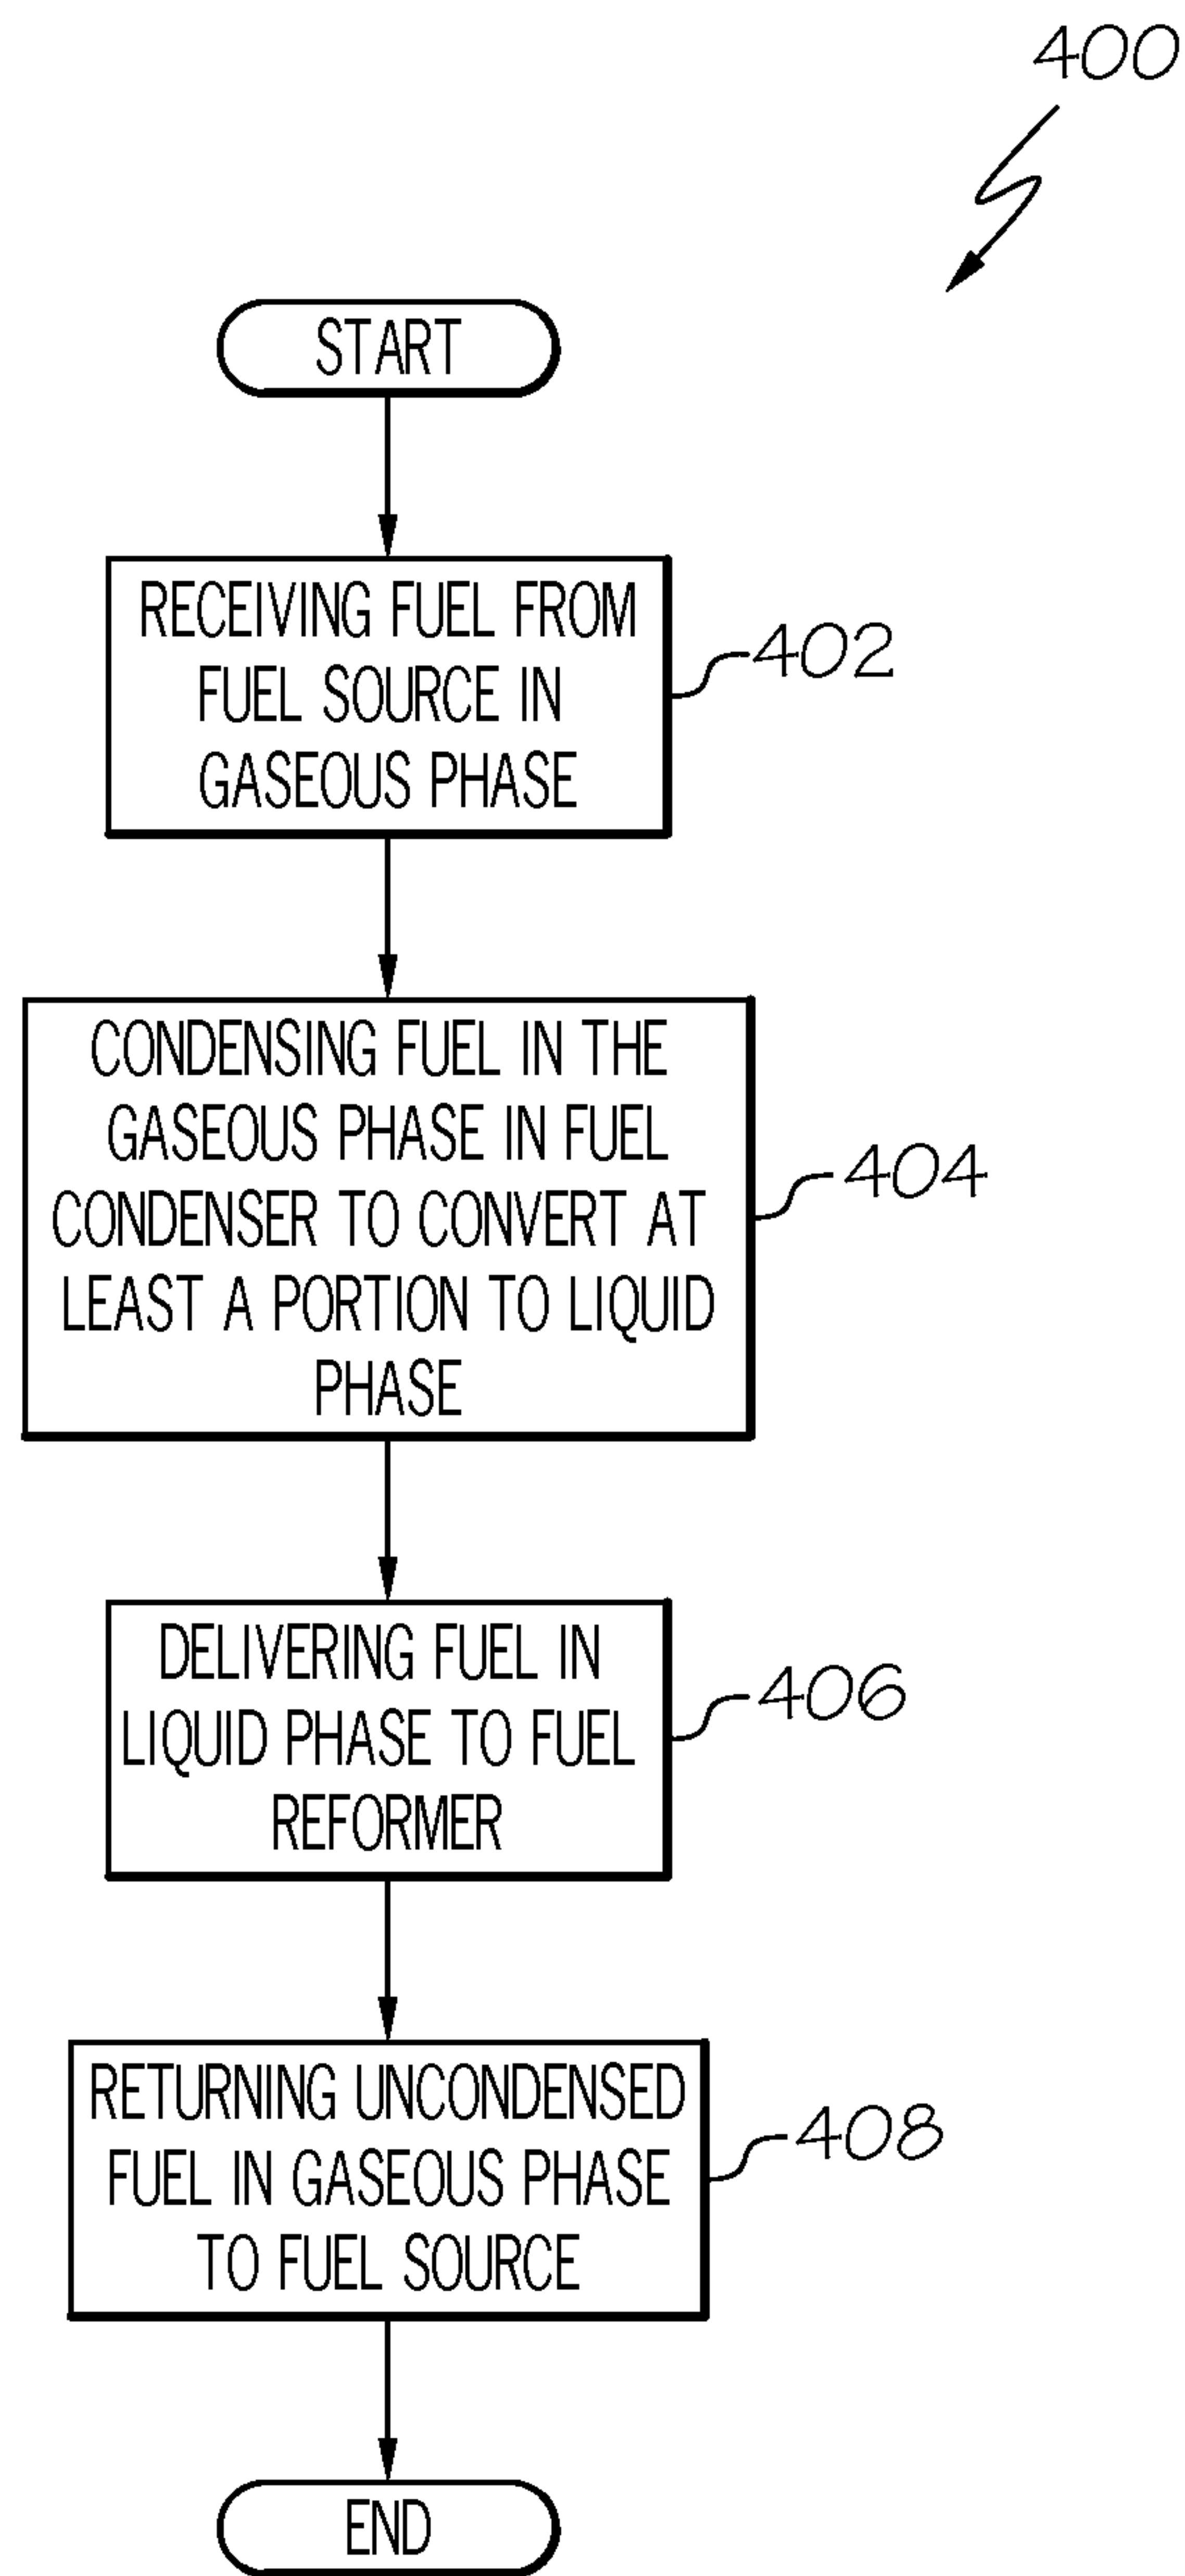 400
START
RECEIVING FUEL FROM
FUEL SOURCE IN
GASEOUS PHASE
402
CONDENSING FUEL IN THE
GASEOUS PHASE IN FUEL
CONDENSER TO CONVERT AT
LEAST A PORTION TO LIQUID
PHASE
404
DELIVERING FUEL IN
LIQUID PHASE TO FUEL
REFORMER
406
RETURNING UNCONDENSED
FUEL IN GASEOUS PHASE
TO FUEL SOURCE
408
END